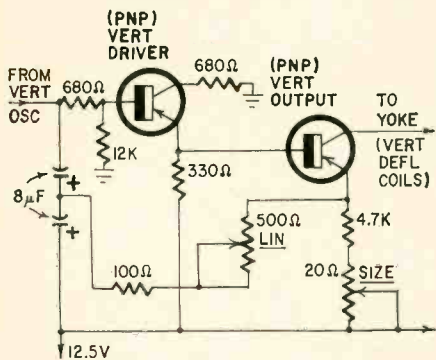 (PNP)
VERT
DRIVER
(PNP)
VERT
OUTPUT
FROM
VERT
OSC
680Ω
680Ω
TO
YOKE
(VERT
DEFL
COILS)
12K
330Ω
8µF
+
+
500Ω
LIN
4.7K
100Ω
20Ω
SIZE
12.5V